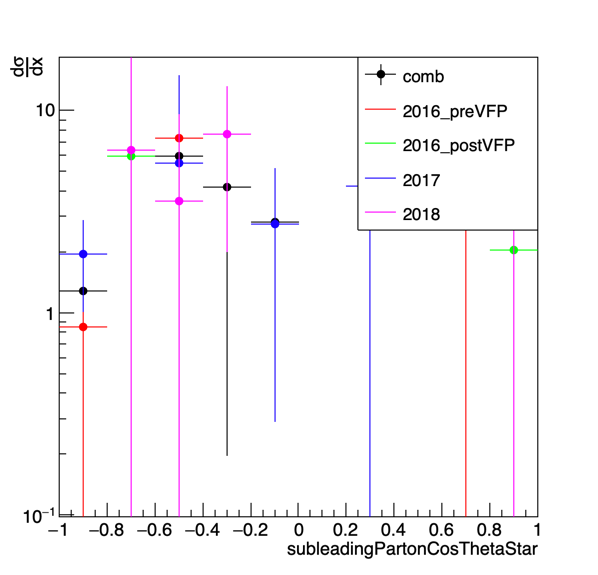 dσ
dx
10
1
10⁻¹
comb
2016_preVFP
2016_postVFP
2017
2018
−1 −0.8 −0.6 −0.4 −0.2 0 0.2 0.4 0.6 0.8 1
subleadingPartonCosThetaStar